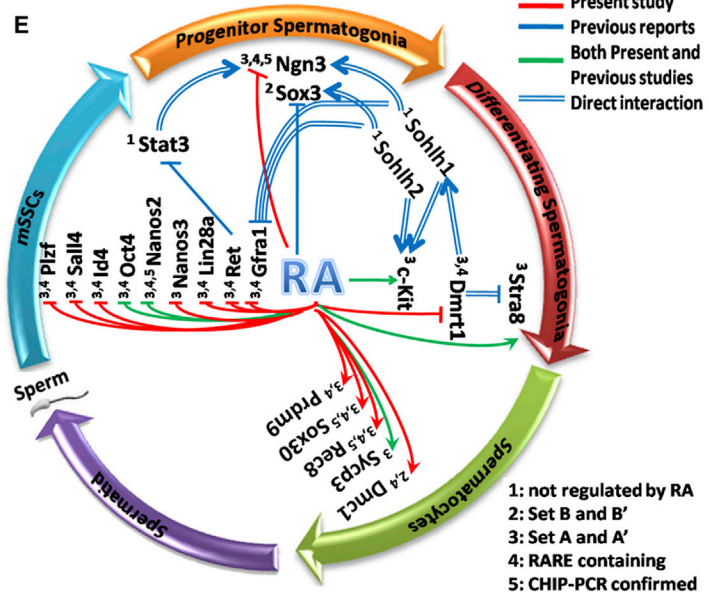 E
Present study
Previous reports
Both Present and
Previous studies
Direct interaction
Progenitor Spermatogonia
Differentiating Spermatogonia
Spermatocytes
Spermatid
Sperm
mSSCs
3,4,5 Ngn3
2 Sox3
1 Stat3
1 Sohlh1
1 Sohlh2
3,4 Plzf
3,4 Sall4
3,4 Id4
3,4 Oct4
3,4,5 Nanos2
3 Nanos3
3,4 Lin28a
3,4 Ret
3,4 Gfra1
RA
3 c-Kit
3,4 Dmrt1
3 Stra8
3,4 Prdm9
3,4,5 Sox30
3,4,5 Rec8
3 Sycp3
2,4 Dmc1
1: not regulated by RA
2: Set B and B’
3: Set A and A’
4: RARE containing
5: CHIP-PCR confirmed